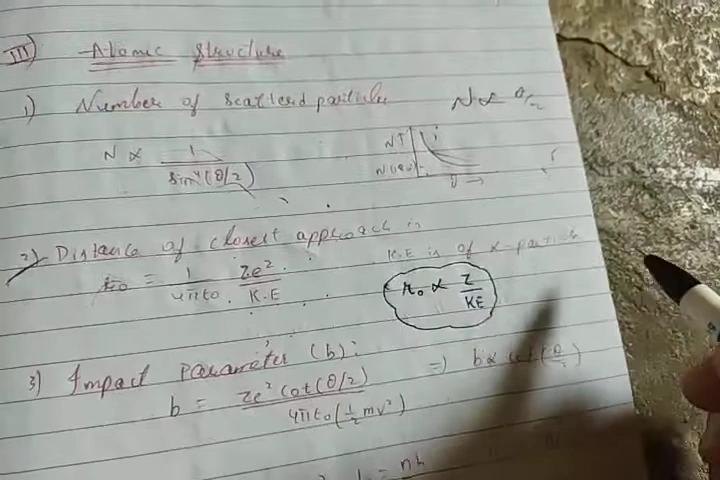 III) Atomic Structure
1) Number of scattered particles N ∝ θ/2
N ∝ 1/sin⁴(θ/2)
N↑
θ →
2) Distance of closest approach is
K.E is of α-particle
r₀ = 1/4πε₀ . Ze²/K.E
r₀ ∝ Z/KE
3) Impact Parameter (b):
b = Ze² Cot(θ/2)/4πε₀(½mv²) ⇒ b ∝ cot(θ/2)
= nh